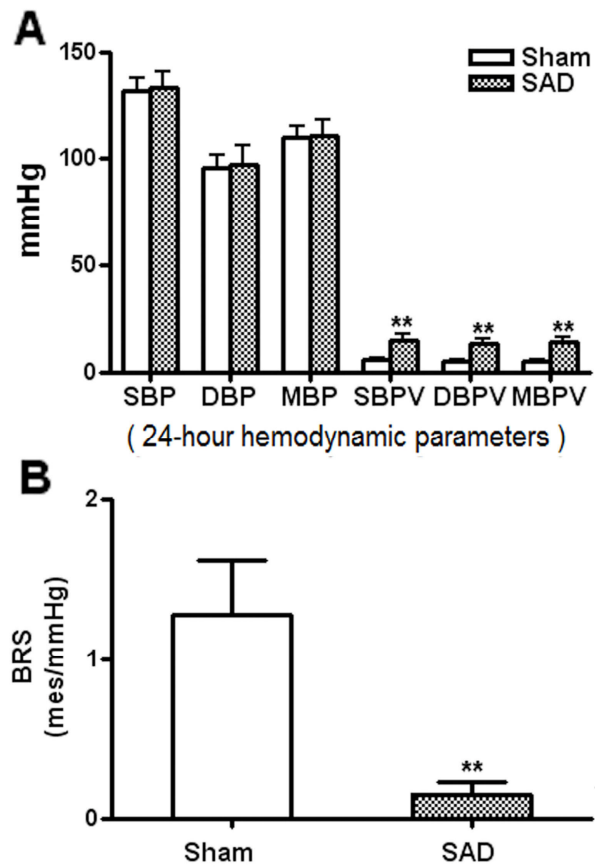 A
150
100
50
0
mmHg
Sham
SAD
** ** **
SBP DBP MBP SBPV DBPV MBPV
( 24-hour hemodynamic parameters )
B
2
1
0
BRS
(mes/mmHg)
**
Sham SAD